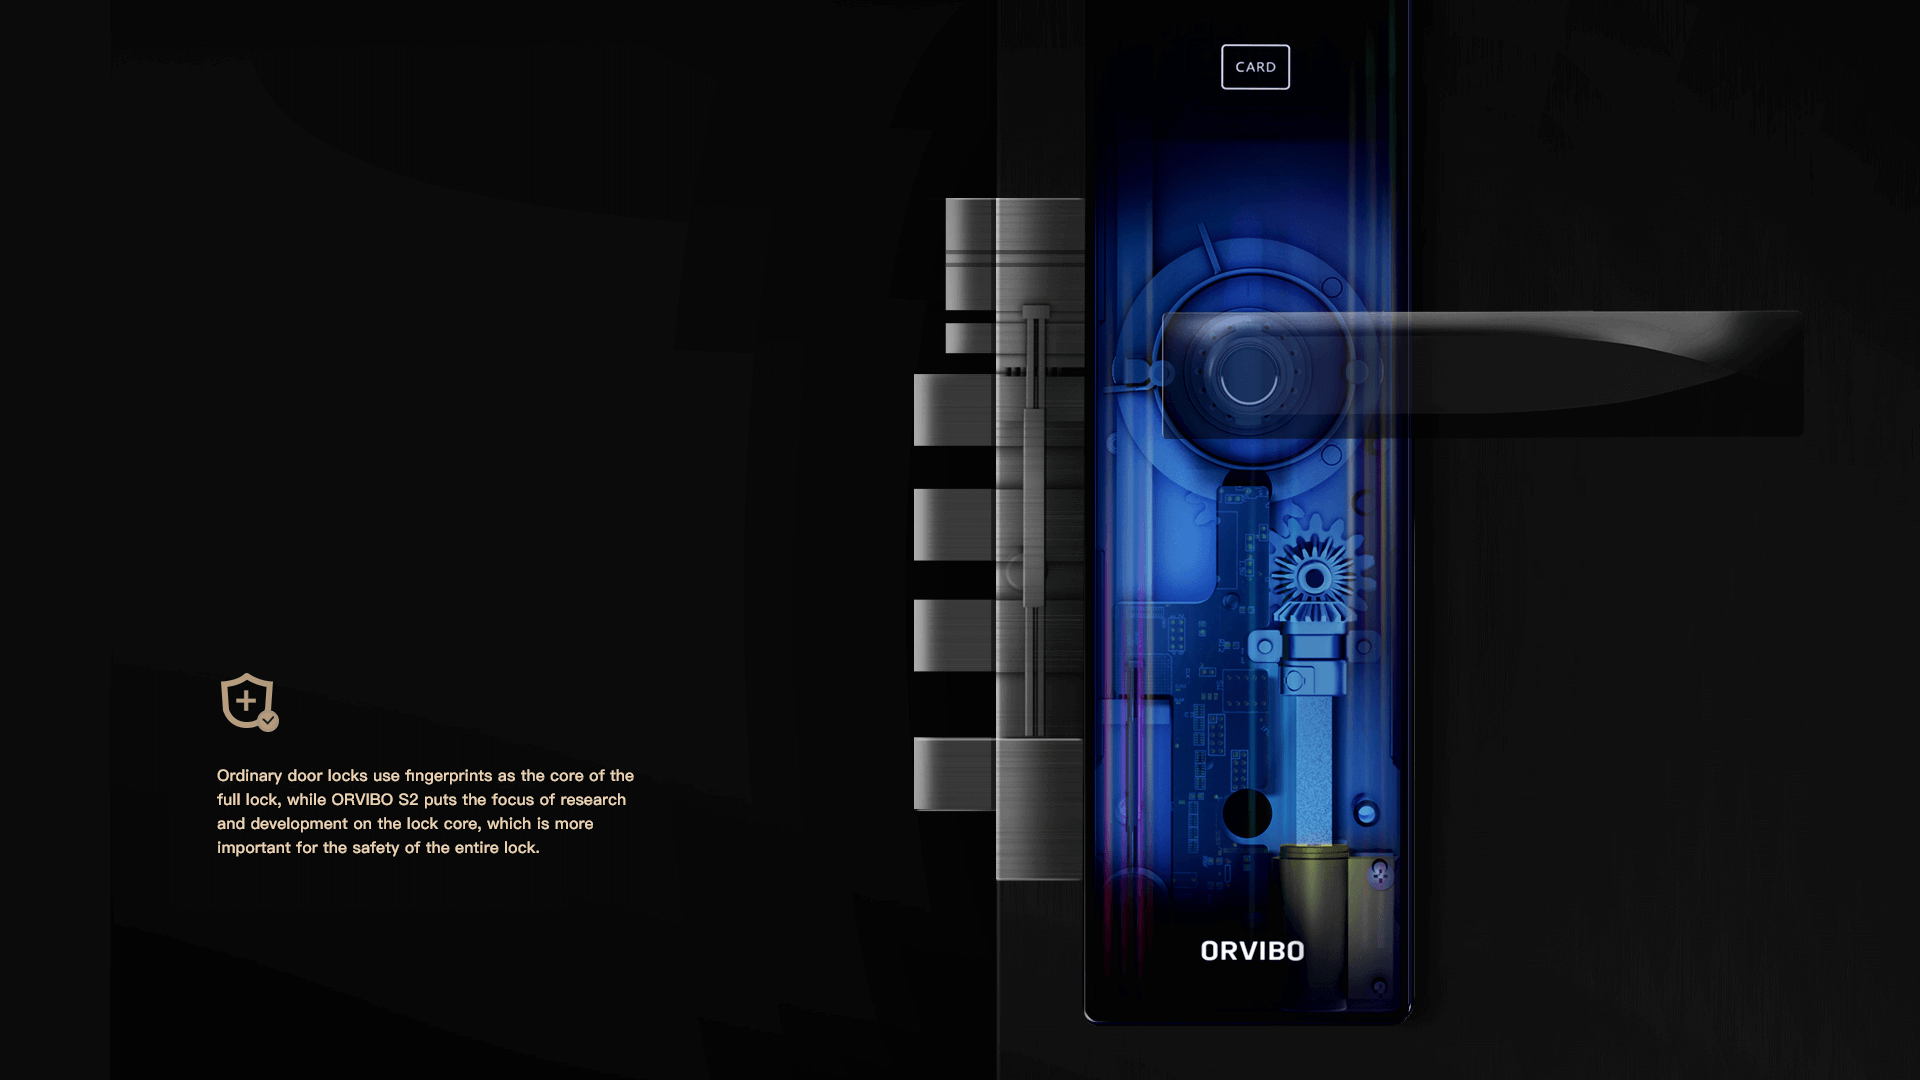 CARD
Ordinary door locks use fingerprints as the core of the
full lock, while ORVIBO S2 puts the focus of research
and development on the lock core, which is more
important for the safety of the entire lock.
ORVIBO